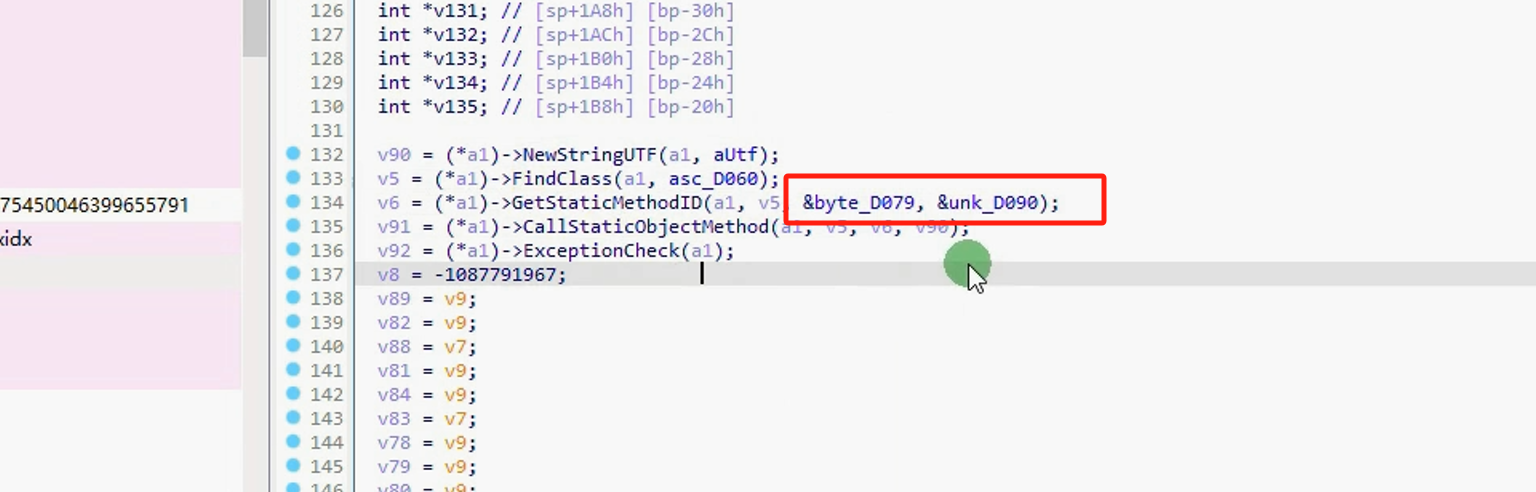 126 int *v131; // [sp+1A8h] [bp-30h]
127 int *v132; // [sp+1ACh] [bp-2Ch]
128 int *v133; // [sp+1B0h] [bp-28h]
129 int *v134; // [sp+1B4h] [bp-24h]
130 int *v135; // [sp+1B8h] [bp-20h]
131
132 v90 = (*a1)->NewStringUTF(a1, aUtf);
133 v5 = (*a1)->FindClass(a1, asc_D060);
75450046399655791
134 v6 = (*a1)->GetStaticMethodID(a1, v5, &byte_D079, &unk_D090);
xidx
135 v91 = (*a1)->CallStaticObjectMethod(a1, v5, v6, v90);
136 v92 = (*a1)->ExceptionCheck(a1);
137 v8 = -1087791967;
138 v89 = v9;
139 v82 = v9;
140 v88 = v7;
141 v81 = v9;
142 v84 = v9;
143 v83 = v7;
144 v78 = v9;
145 v79 = v9;
146 v80 = v9;